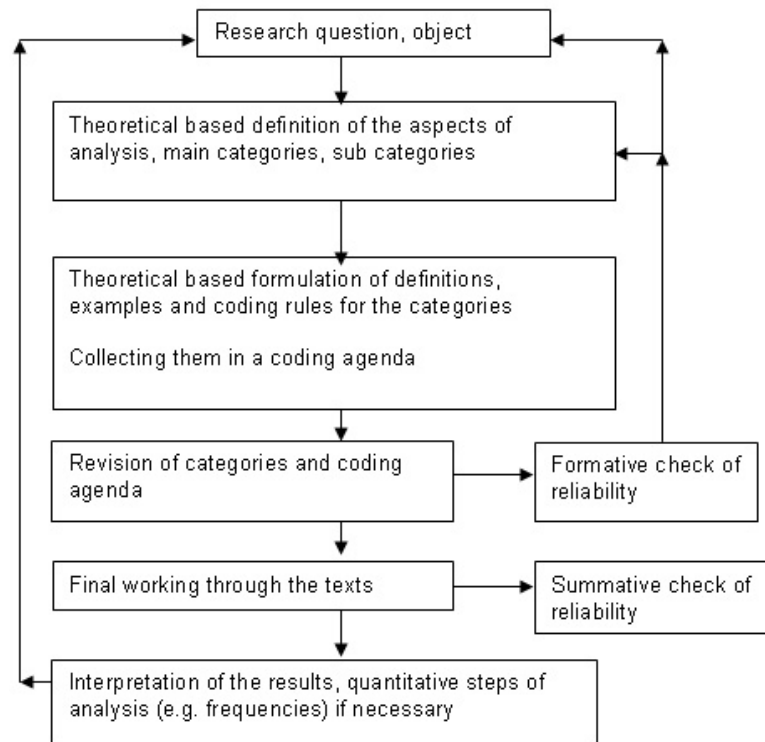 Research question, object
Theoretical based definition of the aspects of
analysis, main categories, sub categories
Theoretical based formulation of definitions,
examples and coding rules for the categories
Collecting them in a coding agenda
Revision of categories and coding
agenda
Formative check of
reliability
Final working through the texts
Summative check of
reliability
Interpretation of the results, quantitative steps of
analysis (e.g. frequencies) if necessary